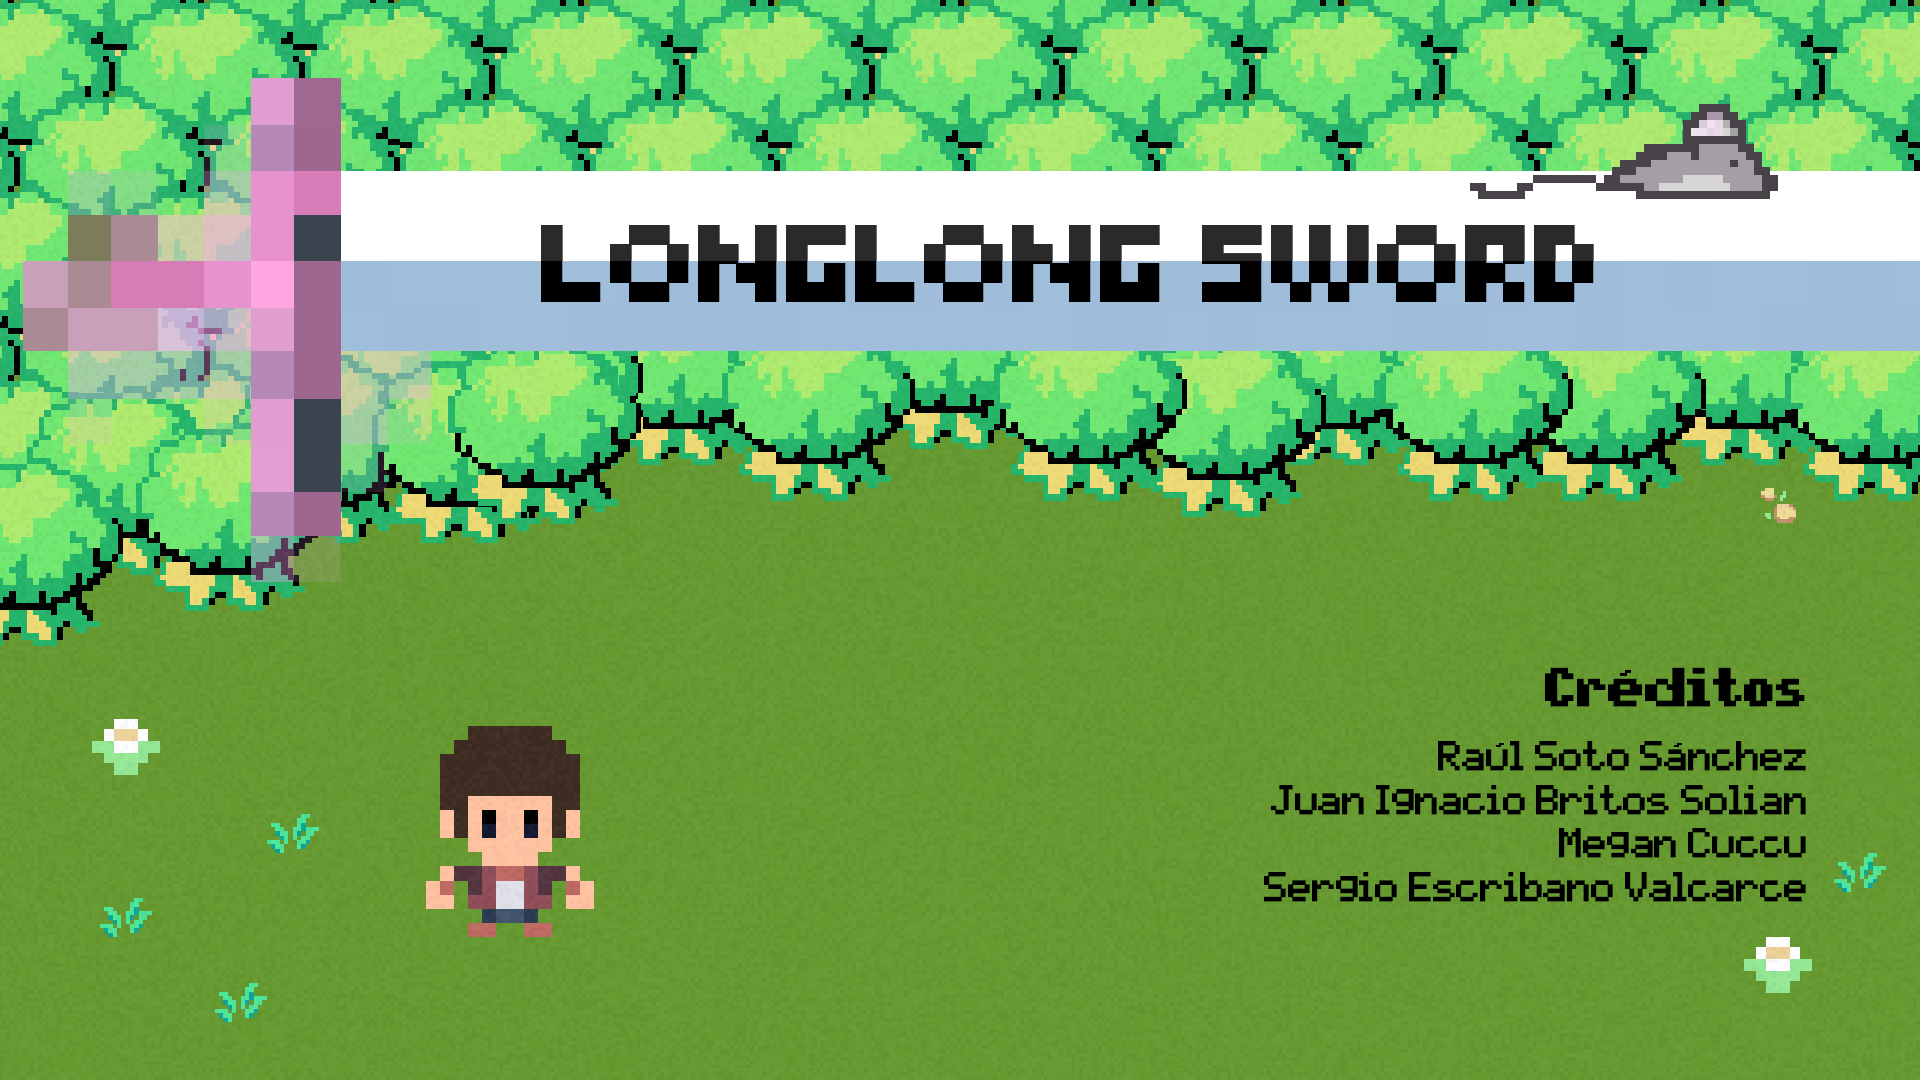 LONGLONG SWORD
Créditos
Raúl Soto Sánchez
Juan Ignacio Britos Solian
Megan Cuccu
Sergio Escribano Valcarce